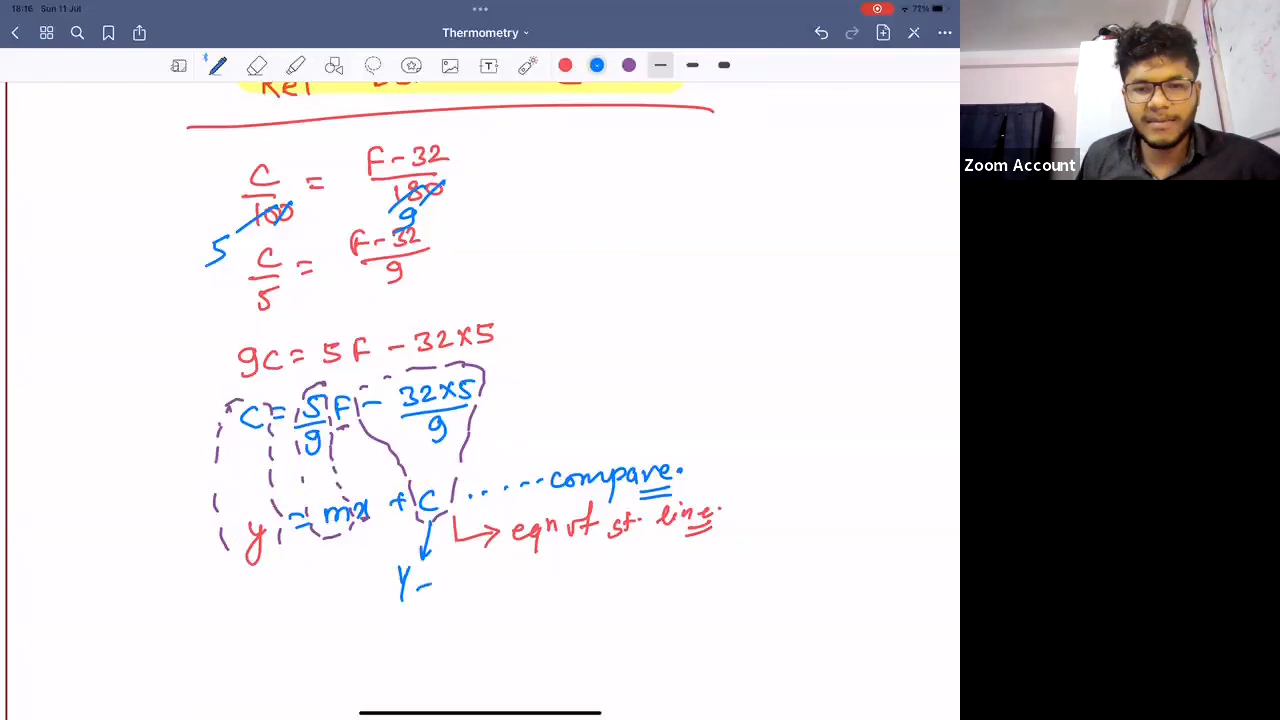 18:16 Sun 11 Jul
77%
Thermometry
Zoom Account
C/100 = F - 32/180
5 9
C/5 = F - 32/9
9C = 5F - 32×5
C = 5/9 F - 32×5/9
y = mx + C ...... compare.
→ eqn of st. line.
Y -